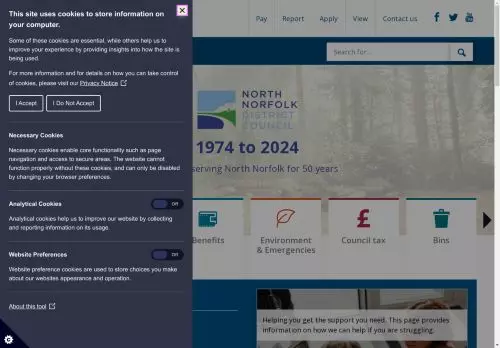 This site uses cookies to store information on
your computer.
Some of these cookies are essential, while others help us to
improve your experience by providing insights into how the site is
being used.
For more information and for details on how you can take control
of cookies, please visit our Privacy Notice
I Accept
I Do Not Accept
Necessary Cookies
Necessary cookies enable core functionality such as page
navigation and access to secure areas. The website cannot
function properly without these cookies, and can only be disabled
by changing your browser preferences.
Analytical Cookies
Off
Analytical cookies help us to improve our website by collecting
and reporting information on its usage.
Website Preferences
Off
Website preference cookies are used to store choices you make
about our websites appearance and operation.
About this tool
Pay
Report
Apply
View
Contact us
Search for...
NORTH
NORFOLK
DISTRICT
COUNCIL
1974 to 2024
serving North Norfolk for 50 years
Benefits
Environment
& Emergencies
Council tax
Bins
Helping you get the support you need. This page provides
information on how we can help if you are struggling.